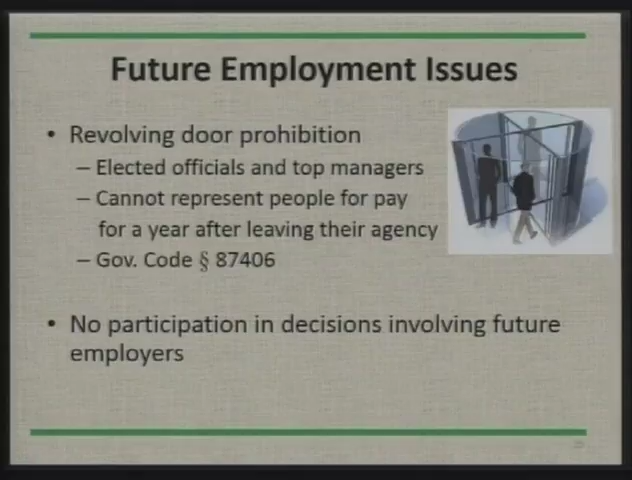 Future Employment Issues
• Revolving door prohibition
– Elected officials and top managers
– Cannot represent people for pay
for a year after leaving their agency
– Gov. Code § 87406
• No participation in decisions involving future
employers